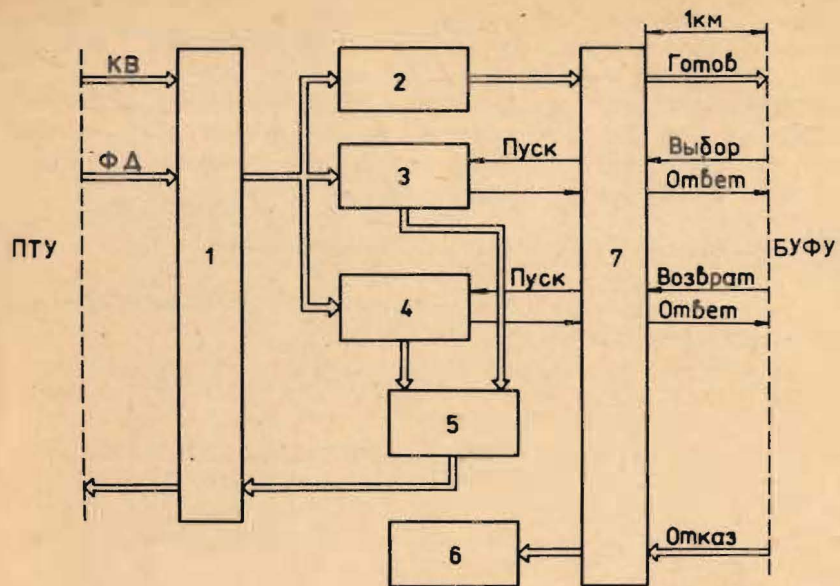 1км
КВ
2
Готов
ФД
Пуск
Выбор
3
Ответ
ПТУ
1
7
БУФУ
Пуск
Возврат
4
Ответ
5
6
Отказ